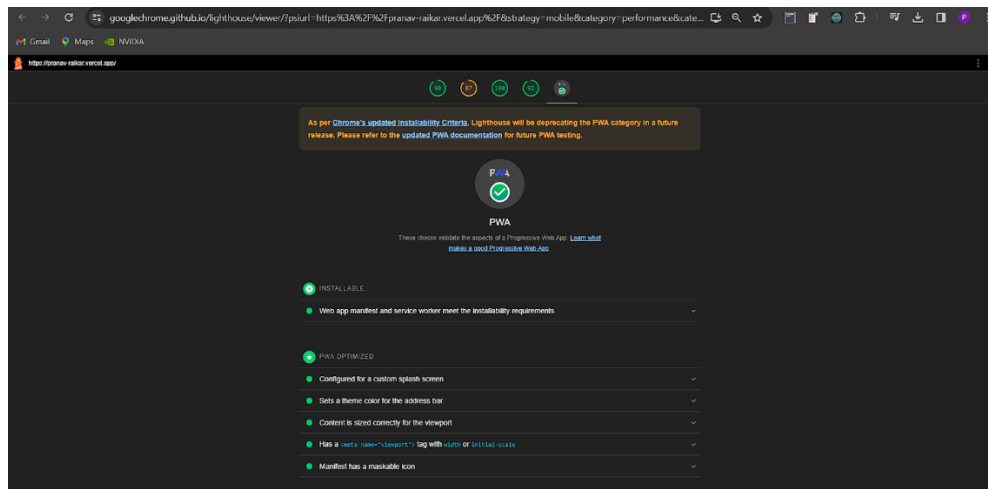 googlechrome.github.io/lighthouse/viewer/?psiurl=https%3A%2F%2Fpranav-raikar.vercel.app%2F&strategy=mobile&category=performance&cate...
P
Gmail Maps NVIDIA
https://pranav-raikar.vercel.app/
98 87 100 92
As per Chrome's updated Installability Criteria, Lighthouse will be deprecating the PWA category in a future
release. Please refer to the updated PWA documentation for future PWA testing.
PWA
PWA
These checks validate the aspects of a Progressive Web App. Learn what
makes a good Progressive Web App
INSTALLABLE
Web app manifest and service worker meet the installability requirements
PWA OPTIMIZED
Configured for a custom splash screen
Sets a theme color for the address bar.
Content is sized correctly for the viewport
Has a <meta name="viewport"> tag with width or initial-scale
Manifest has a maskable icon